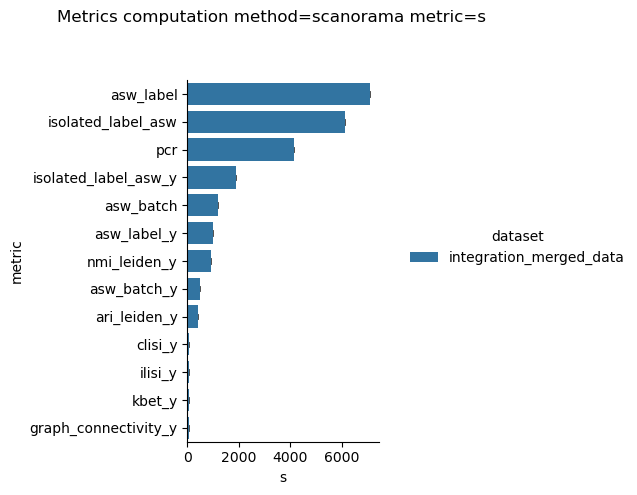 Metrics computation method=scanorama metric=s
asw_label
isolated_label_asw
pcr
isolated_label_asw_y
asw_batch
asw_label_y
nmi_leiden_y
asw_batch_y
ari_leiden_y
clisi_y
ilisi_y
kbet_y
graph_connectivity_y
metric
0 2000 4000 6000
s
dataset
integration_merged_data